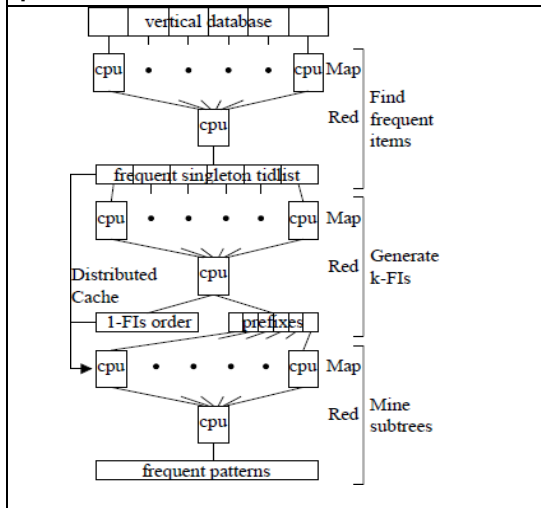 vertical database
cpu cpu Map
Find
frequent
items
Red
cpu
frequent singleton tidlist
cpu cpu Map
Generate
k-FIs
Red
cpu
Distributed
Cache
1-FIs order prefixes
cpu cpu Map
Mine
subtrees
Red
cpu
frequent patterns